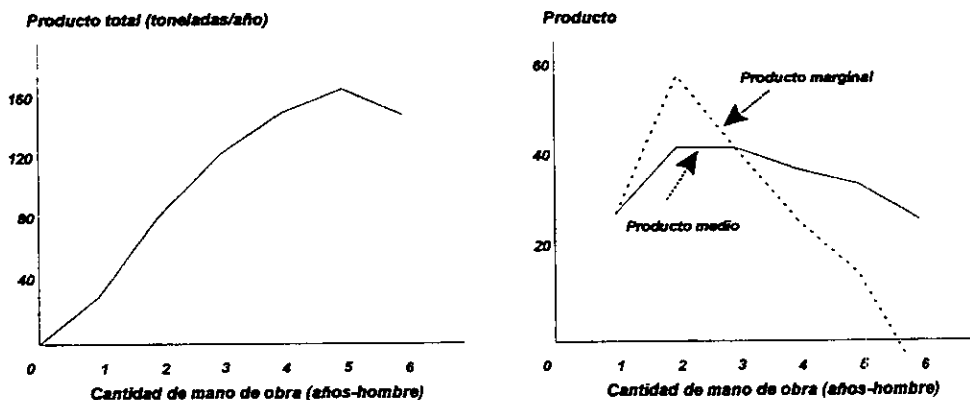 Producto total (toneladas/año)
160
120
80
40
0 1 2 3 4 5 6
Cantidad de mano de obra (años-hombre)
Producto
60
Producto marginal
40
Producto medio
20
0 1 2 3 4 5 6
Cantidad de mano de obra (años-hombre)